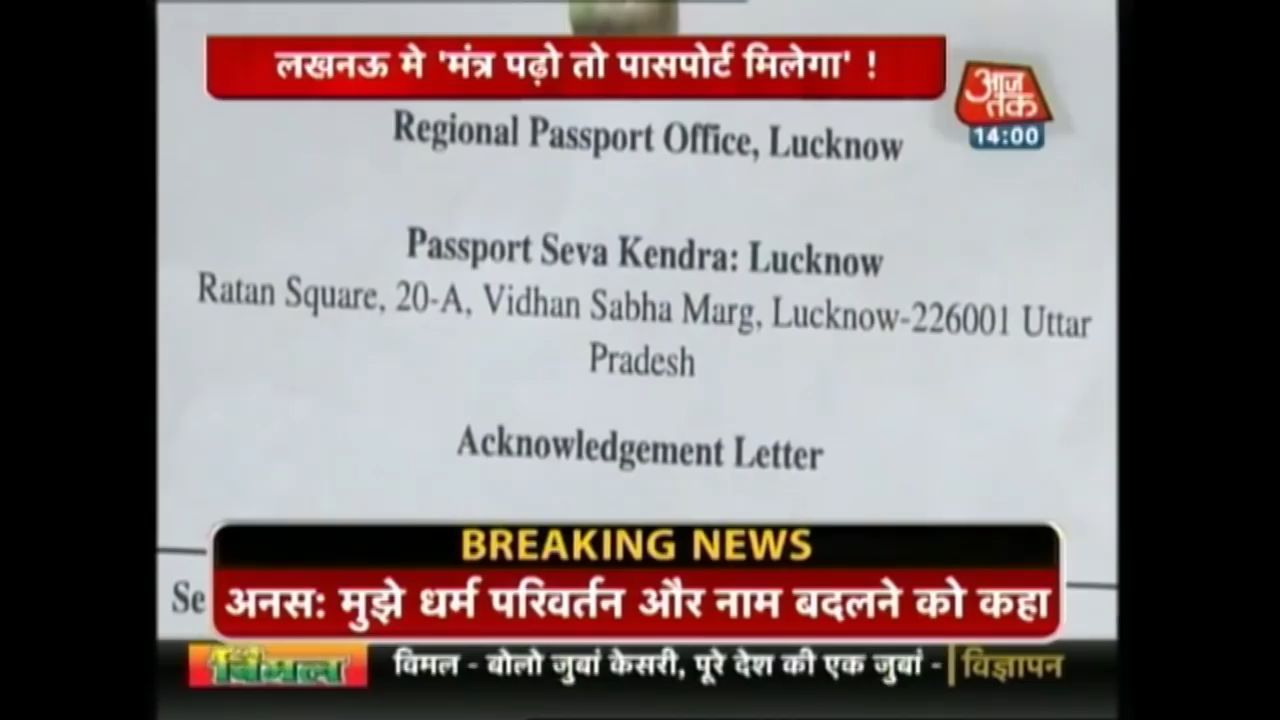 लखनऊ मे 'मंत्र पढ़ो तो पासपोर्ट मिलेगा' !
आज
तक
14:00
Regional Passport Office, Lucknow
Passport Seva Kendra: Lucknow
Ratan Square, 20-A, Vidhan Sabha Marg, Lucknow-226001 Uttar
Pradesh
Acknowledgement Letter
BREAKING NEWS
Se
अनस: मुझे धर्म परिवर्तन और नाम बदलने को कहा
विमल
विमल - बोलो जुबां केसरी, पूरे देश की एक जुबां - विज्ञापन